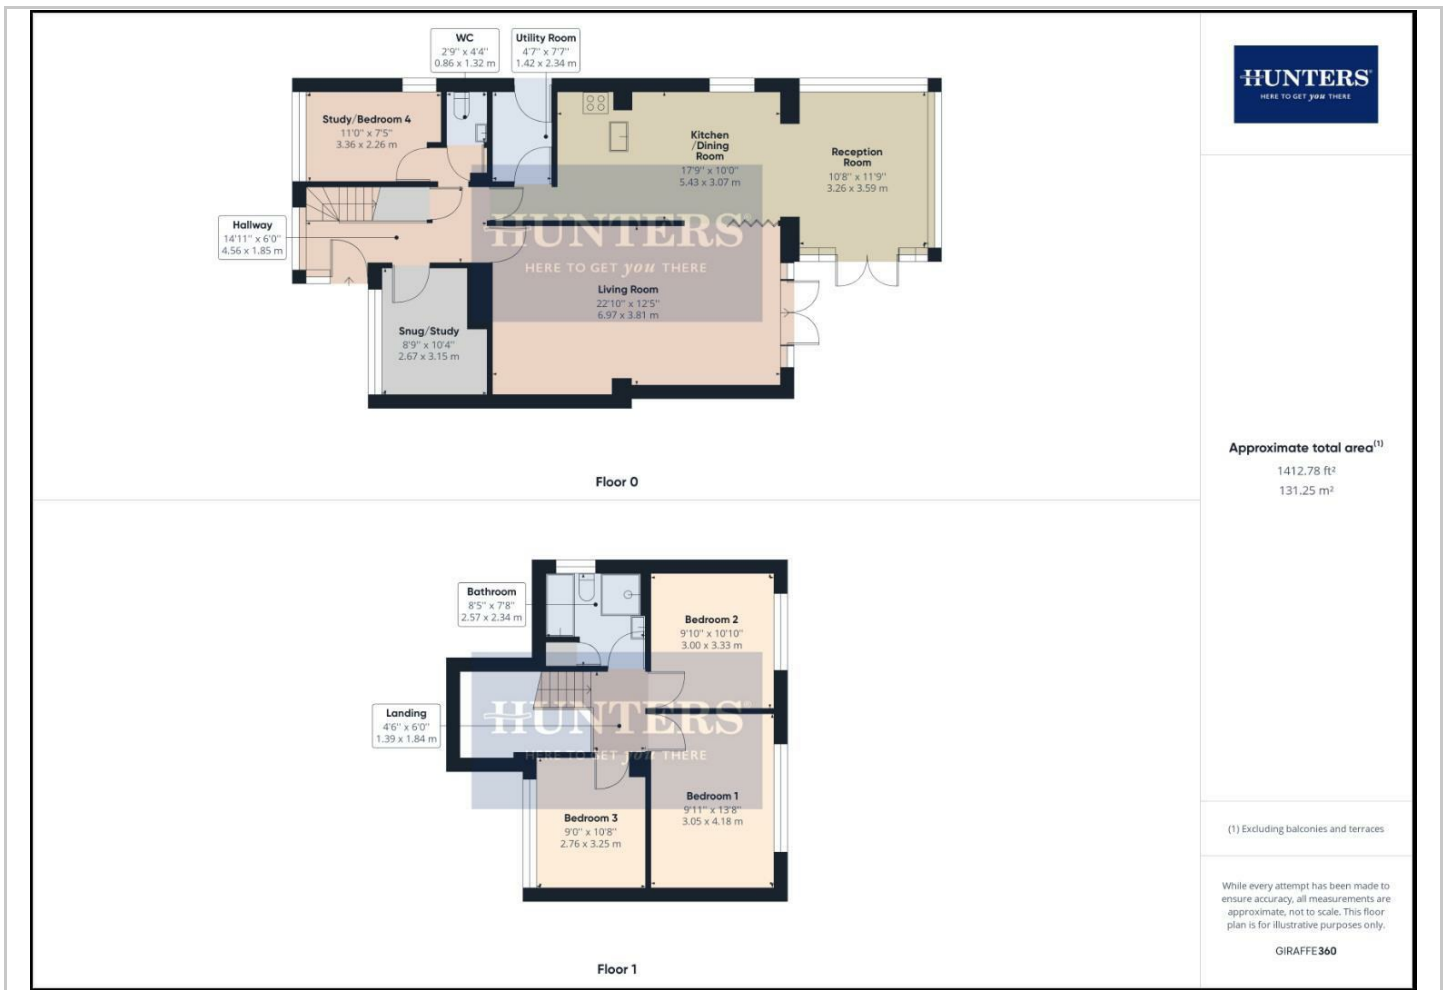 WC
2'9'' x 4'4''
0.86 x 1.32 m
Utility Room
4'7'' x 7'7''
1.42 x 2.34 m
Study/Bedroom 4
11'0'' x 7'5''
3.36 x 2.26 m
Kitchen
/Dining
Room
17'9'' x 10'0''
5.43 x 3.07 m
Reception
Room
10'8'' x 11'9''
3.26 x 3.59 m
Hallway
14'11'' x 6'0''
4.56 x 1.85 m
HUNTERS®
HERE TO GET you THERE
Living Room
22'10'' x 12'5''
6.97 x 3.81 m
Snug/Study
8'9'' x 10'4''
2.67 x 3.15 m
Floor 0
Bathroom
8'5'' x 7'8''
2.57 x 2.34 m
Bedroom 2
9'10'' x 10'10''
3.00 x 3.33 m
Landing
4'6'' x 6'0''
1.39 x 1.84 m
HUNTERS®
HERE TO GET you THERE
Bedroom 1
9'11'' x 13'8''
3.05 x 4.18 m
Bedroom 3
9'0'' x 10'8''
2.76 x 3.25 m
Floor 1
HUNTERS®
HERE TO GET you THERE
Approximate total area(1)
1412.78 ft²
131.25 m²
(1) Excluding balconies and terraces
While every attempt has been made to
ensure accuracy, all measurements are
approximate, not to scale. This floor
plan is for illustrative purposes only.
GIRAFFE360